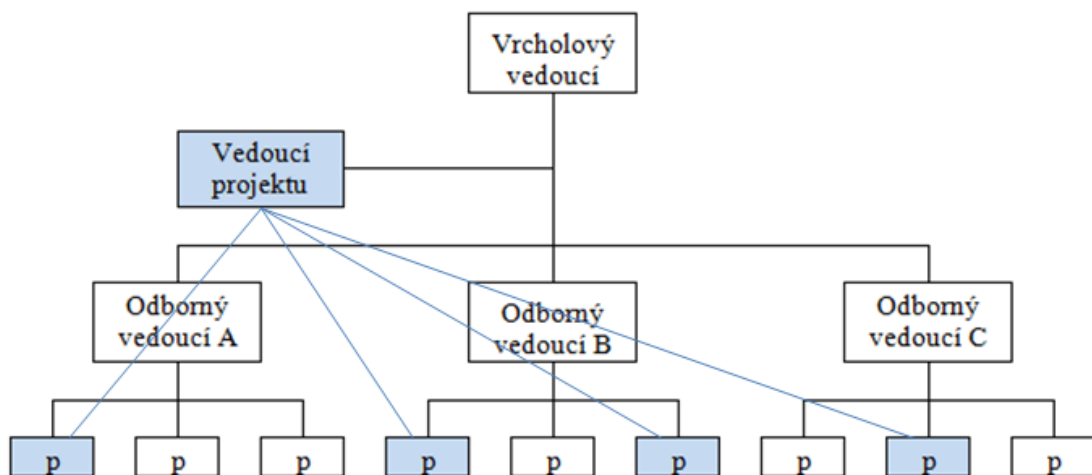 Vrcholový
vedoucí
Vedoucí
projektu
Odborný
vedoucí A
Odborný
vedoucí B
Odborný
vedoucí C
p
p
p
p
p
p
p
p
p